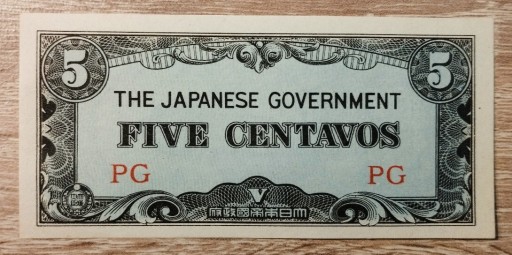 5 5
THE JAPANESE GOVERNMENT
FIVE CENTAVOS
PG PG
V
大日本帝國政府